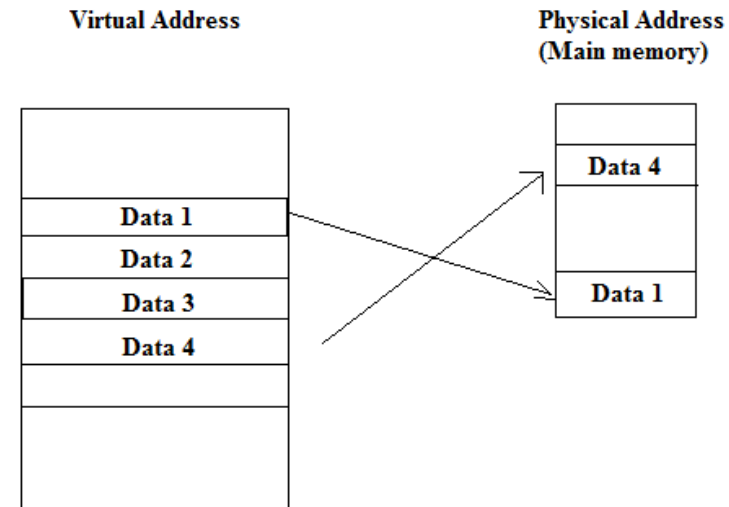 Virtual Address
Physical Address
(Main memory)
Data 1
Data 2
Data 3
Data 4
Data 4
Data 1